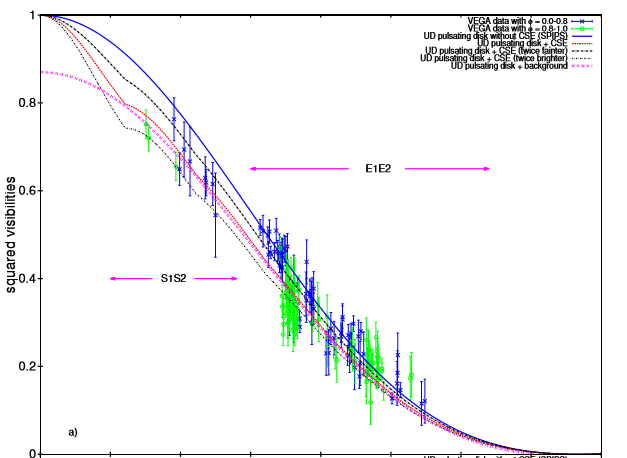 VEGA data with ϕ = 0.0-0.8
VEGA data with ϕ = 0.8-1.0
UD pulsating disk without CSE (SPIPS)
UD pulsating disk + CSE
UD pulsating disk + CSE (twice fainter)
UD pulsating disk + CSE (twice brighter)
UD pulsating disk + background
1
0.8
0.6
0.4
0.2
0
squared visibilities
E1E2
S1S2
a)